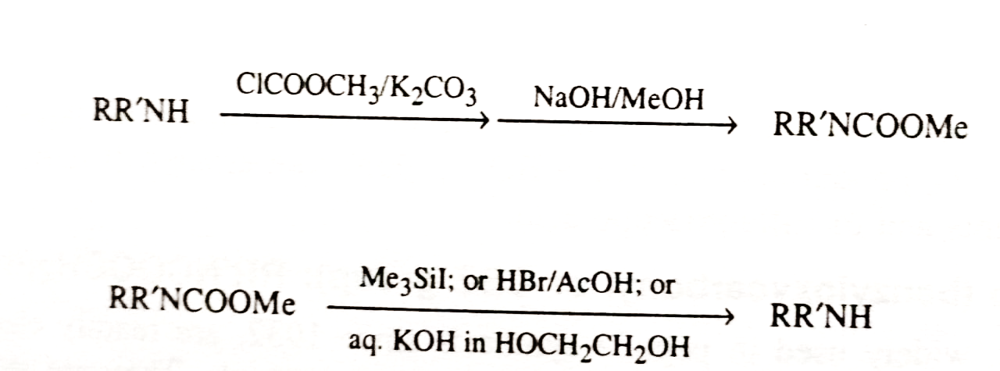 ClCOOCH₃/K₂CO₃ NaOH/MeOH
RR′NH RR′NCOOMe
Me₃SiI; or HBr/AcOH; or
RR′NCOOMe RR′NH
aq. KOH in HOCH₂CH₂OH